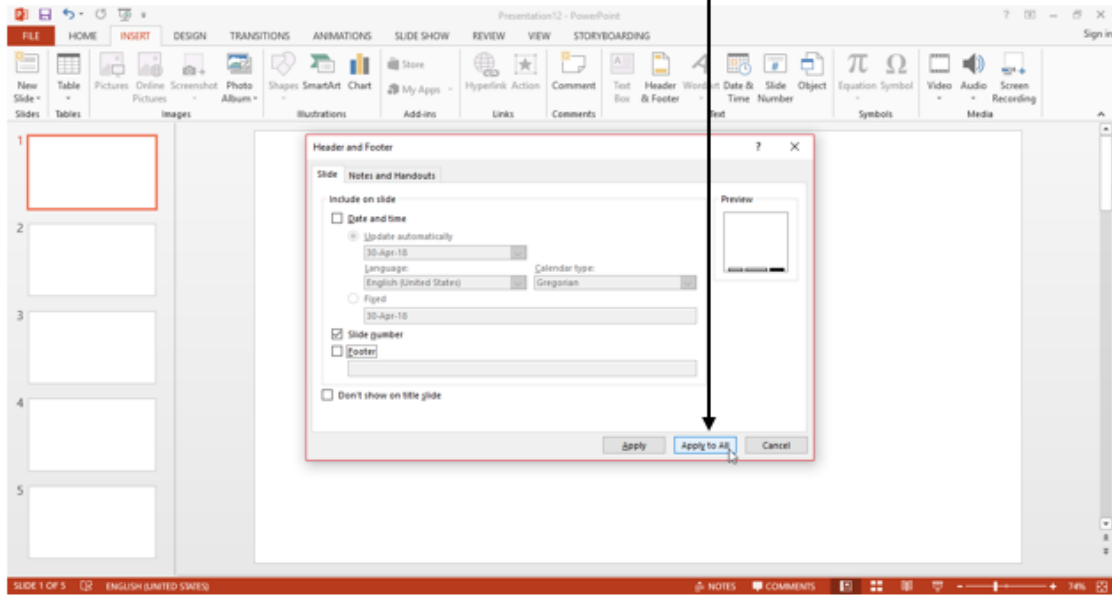 Presentation12 - PowerPoint
?
FILE HOME INSERT DESIGN TRANSITIONS ANIMATIONS SLIDE SHOW REVIEW VIEW STORYBOARDING Sign in
New Slide
Table
Pictures
Online Pictures
Screenshot
Photo Album
Shapes
SmartArt
Chart
Store
My Apps
Hyperlink
Action
Comment
Text Box
Header & Footer
Date & Time
Slide Number
Object
π
Equation
Ω
Symbol
Video
Audio
Screen Recording
Slides Tables Images Illustrations Add-ins Links Comments Text Symbols Media
1
2
3
4
5
Header and Footer ?
Slide Notes and Handouts
Include on slide
Date and time
Update automatically
30-Apr-18
Language: Calendar type:
English (United States) Gregorian
Fixed
30-Apr-18
Slide number
Footer
Don't show on title slide
Preview
Apply Apply to All Cancel
SLIDE 1 OF 5 ENGLISH (UNITED STATES) NOTES COMMENTS 74%